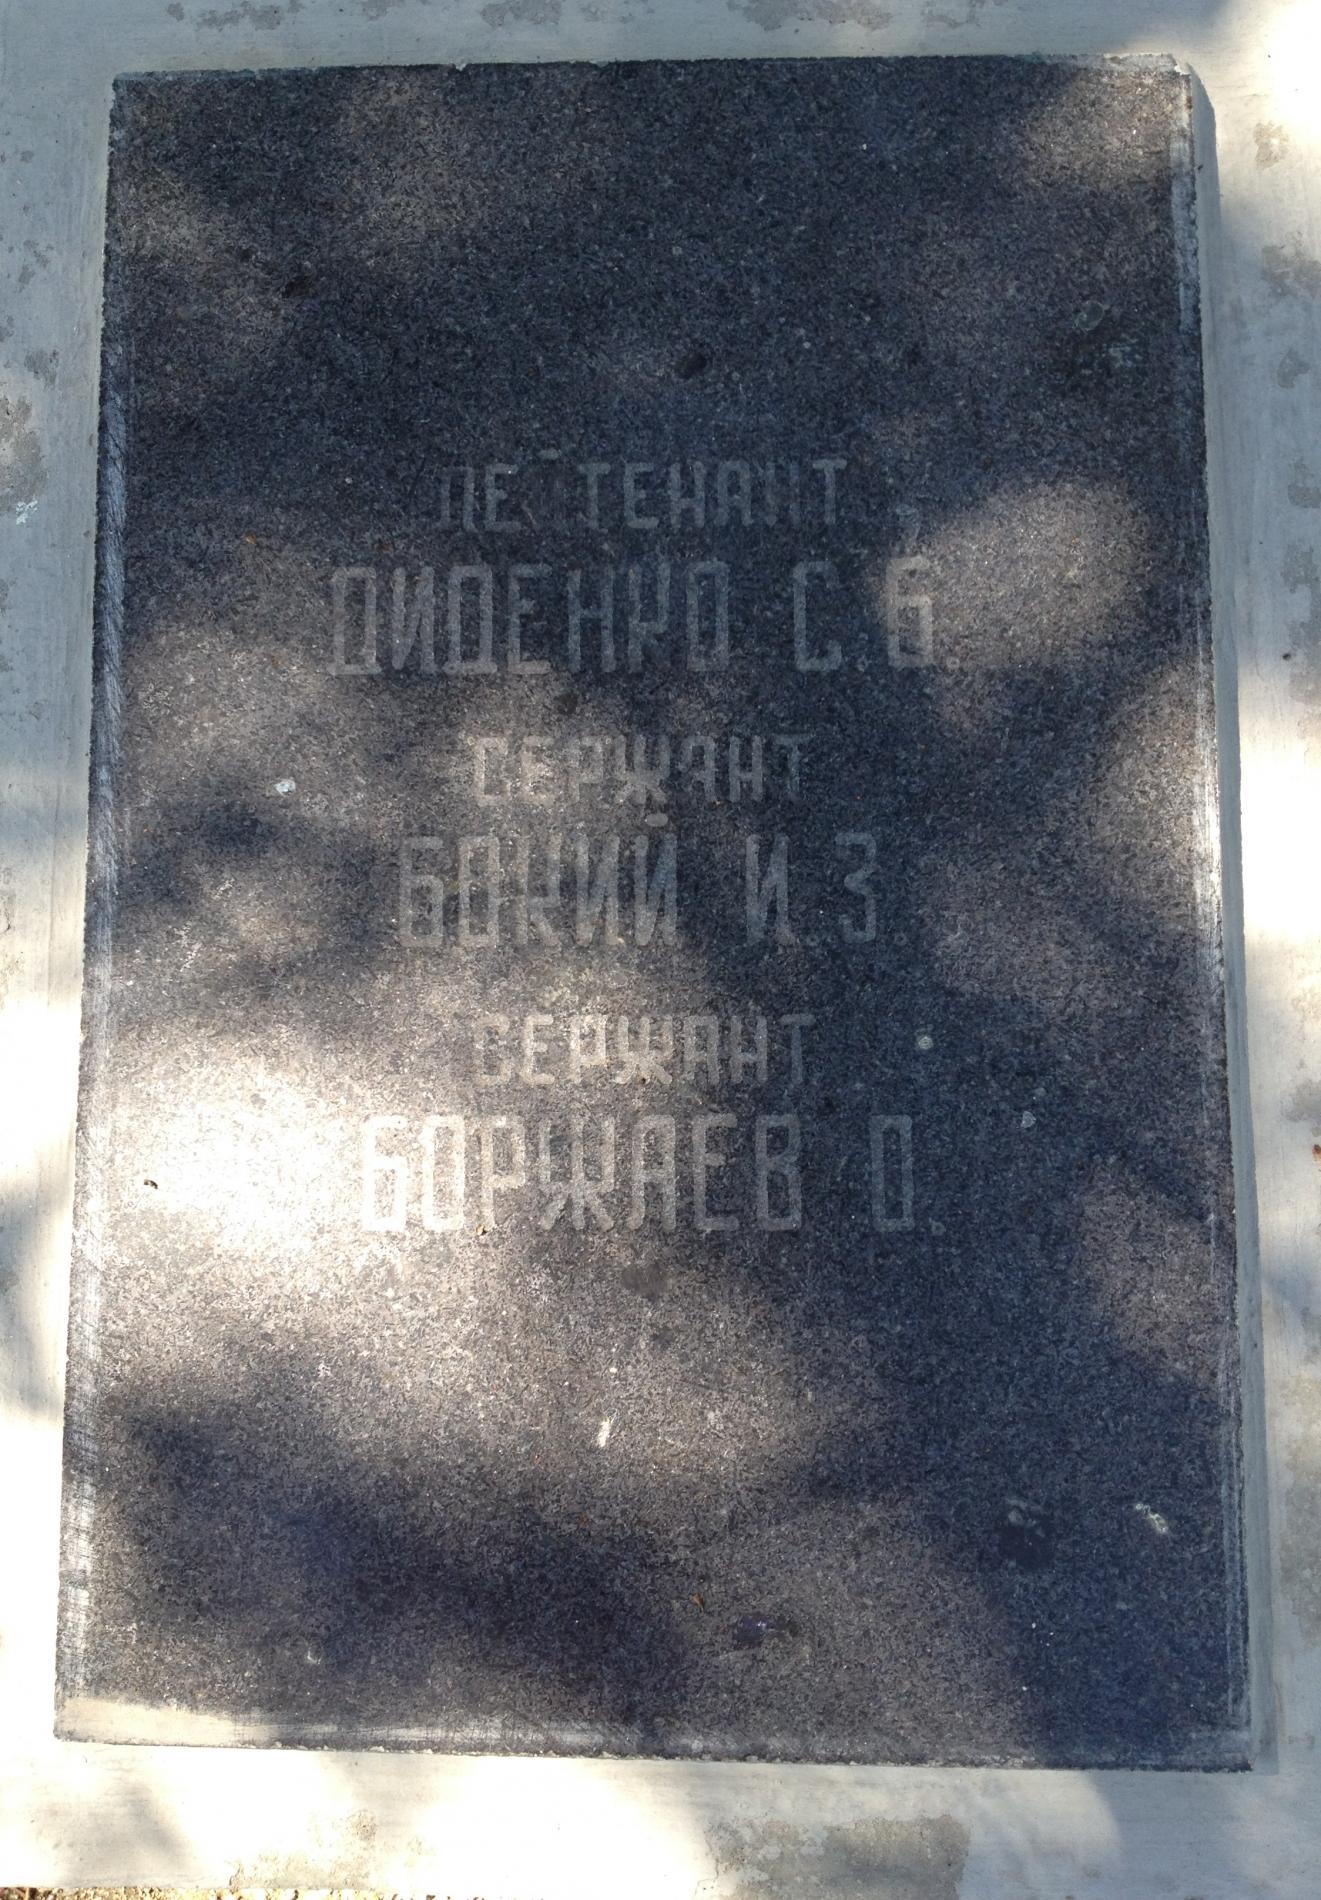 ЛЕЙТЕНАНТ
ДИДЕНКО С. Б.
СЕРЖАНТ
БОКИЙ И. З.
СЕРЖАНТ
БОРЖАЕВ О.